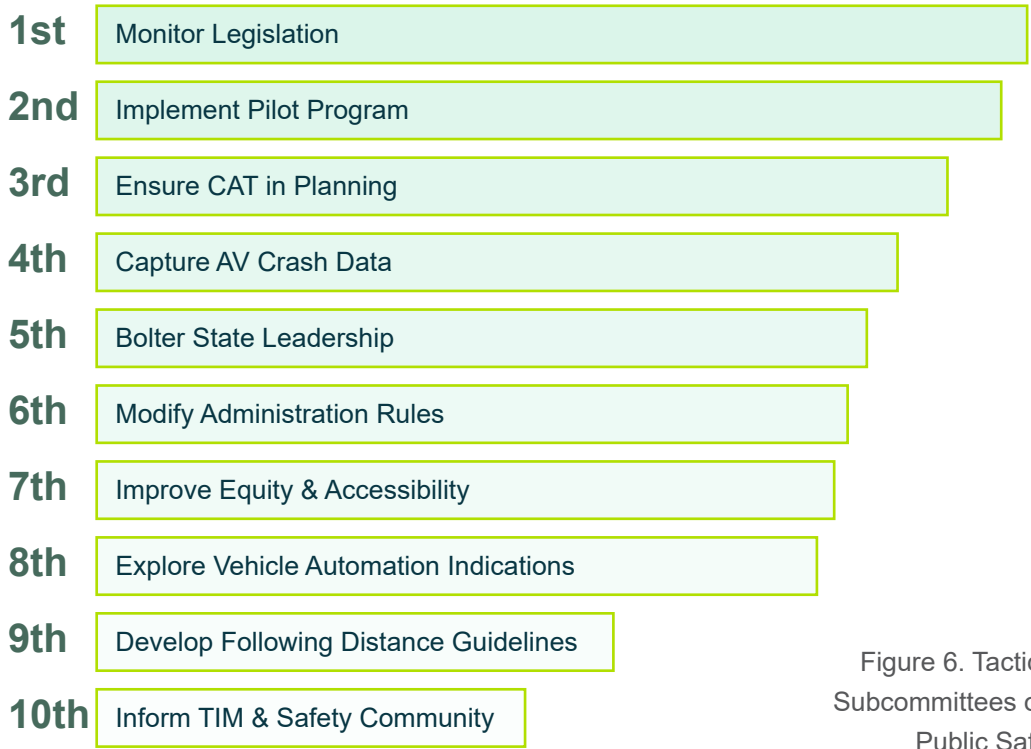 1st Monitor Legislation
2nd Implement Pilot Program
3rd Ensure CAT in Planning
4th Capture AV Crash Data
5th Bolter State Leadership
6th Modify Administration Rules
7th Improve Equity & Accessibility
8th Explore Vehicle Automation Indications
9th Develop Following Distance Guidelines
10th Inform TIM & Safety Community
Figure 6.
Subcommittees
Public